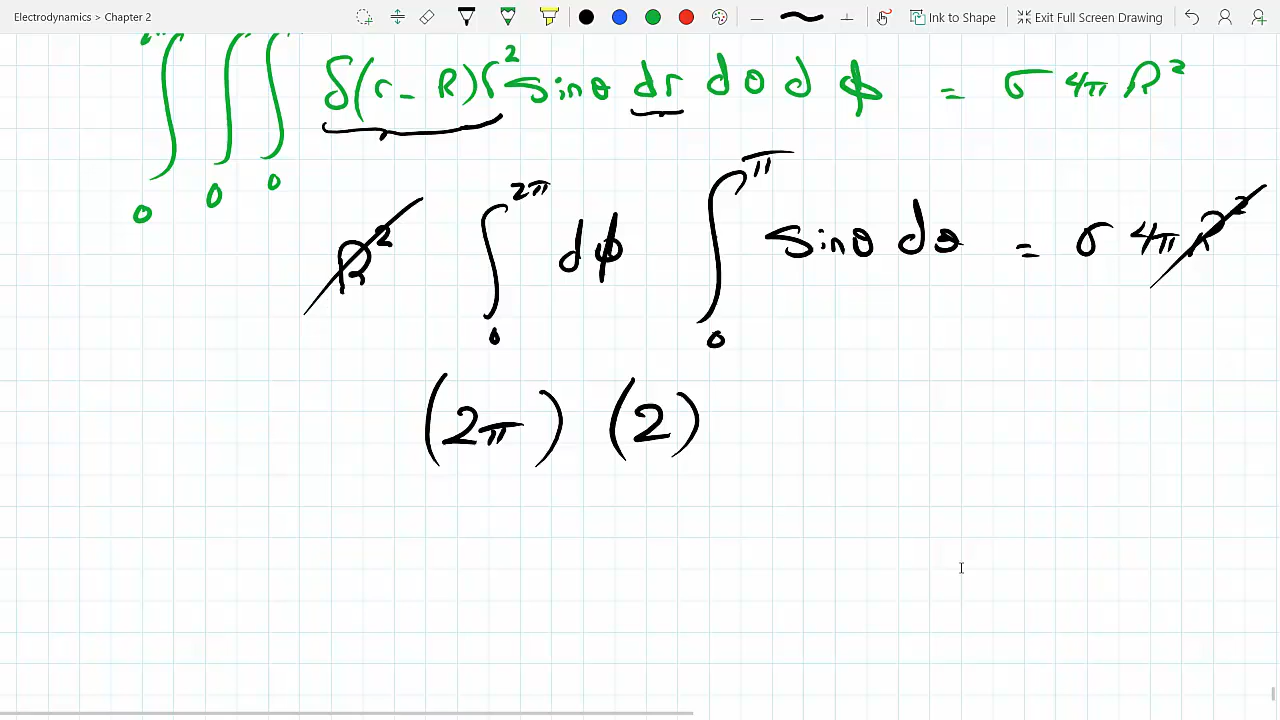 Electrodynamics > Chapter 2
Ink to Shape
Exit Full Screen Drawing
∫∫∫ δ(r - R) r² sinθ dr dθ dϕ = σ 4π R²
0 0 0
R² ∫₀^2π dϕ ∫₀^π sinθ dθ = σ 4π R²
(2π) (2)